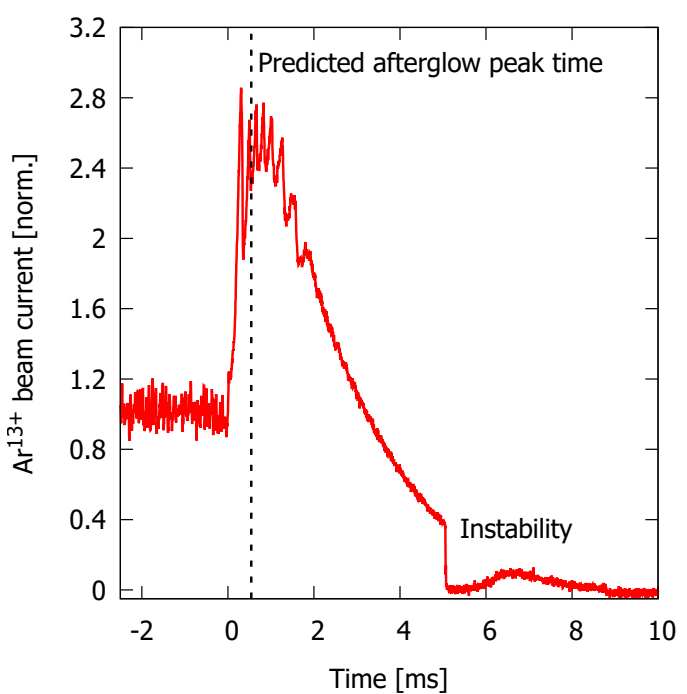 3.2
Predicted afterglow peak time
2.8
2.4
2
1.6
1.2
0.8
0.4
Instability
0
-2 0 2 4 6 8 10
Time [ms]
Ar13+ beam current [norm.]